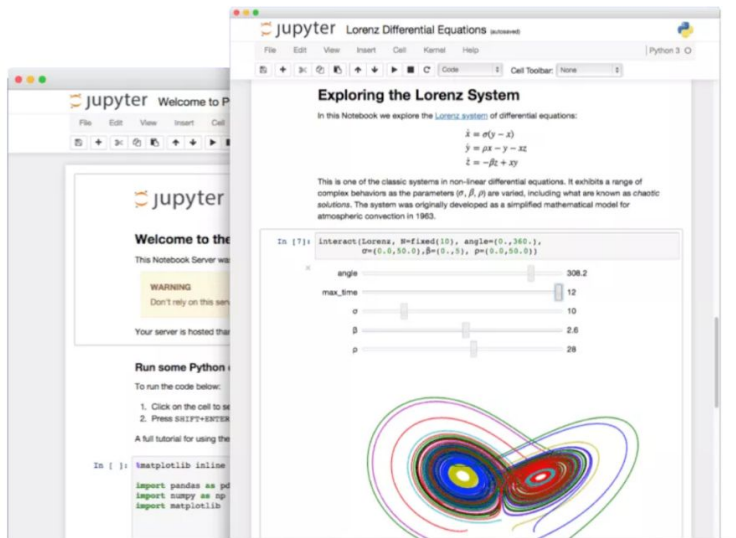 jupyter Lorenz Differential Equations (autosaved)
File Edit View Insert Cell Kernel Help Python 3
Code Cell Toolbar: None
Exploring the Lorenz System
In this Notebook we explore the Lorenz system of differential equations:
ẋ = σ(y − x)
ẏ = ρx − y − xz
ż = −βz + xy
This is one of the classic systems in non-linear differential equations. It exhibits a range of
complex behaviors as the parameters (σ, β, ρ) are varied, including what are known as chaotic
solutions. The system was originally developed as a simplified mathematical model for
atmospheric convection in 1963.
In [7]: interact(Lorenz, N=fixed(10), angle=(0.,360.),
σ=(0.0,50.0),β=(0.,5), ρ=(0.0,50.0))
angle 308.2
max_time 12
σ 10
β 2.6
ρ 28
jupyter Welcome to P
File Edit View Insert Cell
jupyter
Welcome to the
This Notebook Server wa
WARNING
Don't rely on this serv
Your server is hosted than
Run some Python
To run the code below:
1. Click on the cell to se
2. Press SHIFT+ENTER
A full tutorial for using the
In [ ]: %matplotlib inline
import pandas as pd
import numpy as np
import matplotlib